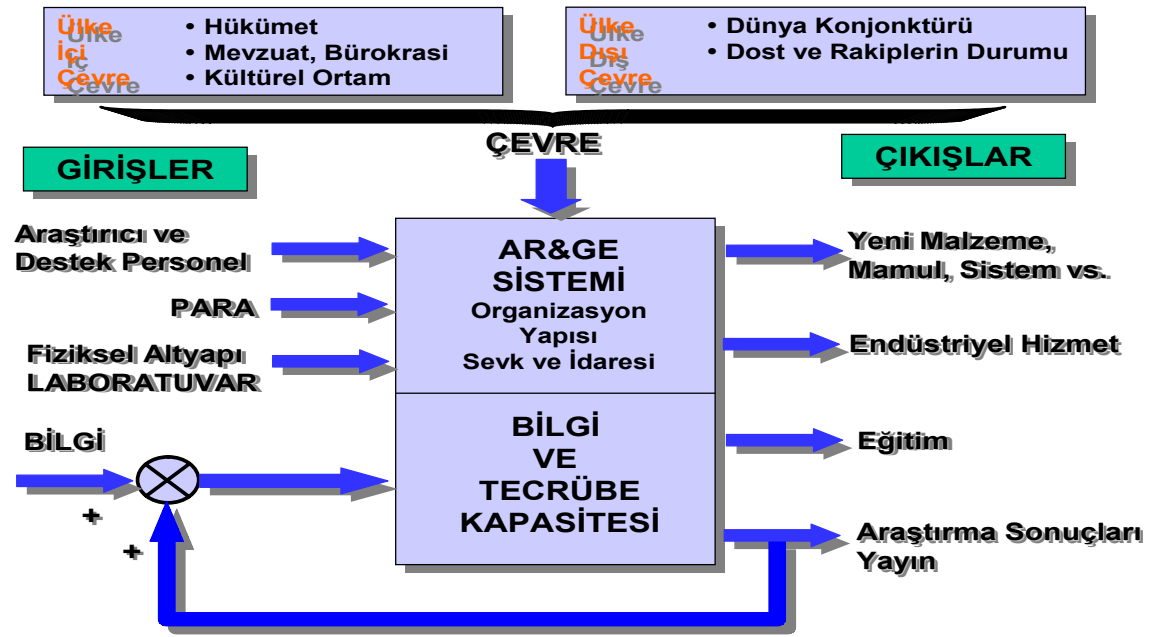 Ülke
İçi
Çevre
• Hükümet
• Mevzuat, Bürokrasi
• Kültürel Ortam
Ülke
Dışı
Çevre
• Dünya Konjonktürü
• Dost ve Rakiplerin Durumu
ÇEVRE
GİRİŞLER
ÇIKIŞLAR
Araştırıcı ve
Destek Personel
PARA
Fiziksel Altyapı
LABORATUVAR
BİLGİ
+
+
AR&GE
SİSTEMİ
Organizasyon
Yapısı
Sevk ve İdaresi
BİLGİ
VE
TECRÜBE
KAPASİTESİ
Yeni Malzeme,
Mamul, Sistem vs.
Endüstriyel Hizmet
Eğitim
Araştırma Sonuçları
Yayın